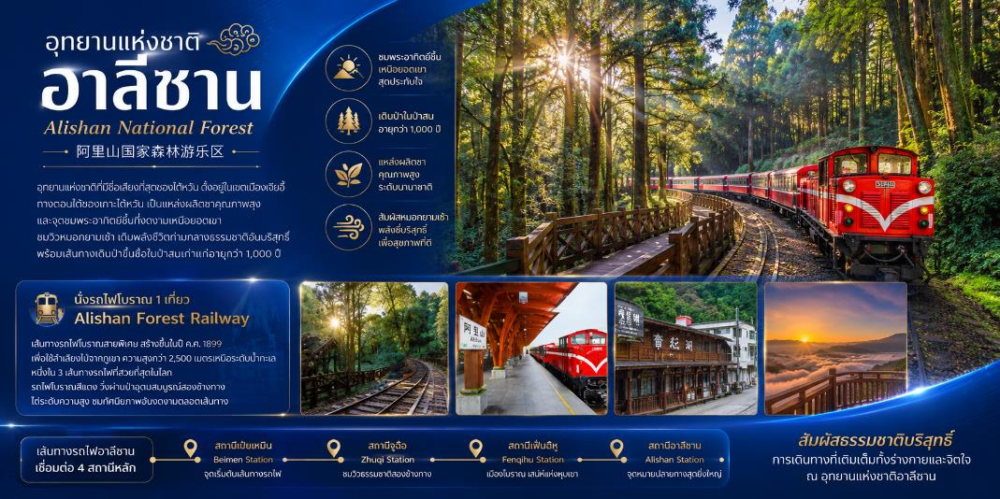 อุทยานแห่งชาติ
อาลีซาน
Alishan National Forest
阿里山国家森林游乐区
อุทยานแห่งชาติที่มีชื่อเสียงที่สุดของไต้หวัน ตั้งอยู่ในเขตเมืองเจียอี้
ทางตอนใต้ของเกาะไต้หวัน เป็นแหล่งผลิตชาคุณภาพสูง
และจุดชมพระอาทิตย์ขึ้นที่งดงามเหนือยอดเขา
ชมวิวหมอกยามเช้า เติมพลังชีวิตท่ามกลางธรรมชาติอันบริสุทธิ์
พร้อมเส้นทางเดินป่าขึ้นชื่อในป่าสนเก่าแก่อายุกว่า 1,000 ปี
ชมพระอาทิตย์ขึ้น
เหนือยอดเขา
สุดประทับใจ
เดินป่าในป่าสน
อายุกว่า 1,000 ปี
แหล่งผลิตชา
คุณภาพสูง
ระดับนานาชาติ
สัมผัสหมอกยามเช้า
พลังชี่บริสุทธิ์
เพื่อสุขภาพที่ดี
นั่งรถไฟโบราณ 1 เที่ยว
Alishan Forest Railway
เส้นทางรถไฟโบราณสายพิเศษ สร้างขึ้นในปี ค.ศ. 1899
เพื่อใช้ลำเลียงไม้จากภูเขา ความสูงกว่า 2,500 เมตรเหนือระดับน้ำทะเล
หนึ่งใน 3 เส้นทางรถไฟที่สวยที่สุดในโลก
รถไฟโบราณสีแดง วิ่งผ่านป่าอุดมสมบูรณ์สองข้างทาง
ไต่ระดับความสูง ชมทัศนียภาพอันงดงามตลอดเส้นทาง
阿里山
奮起湖
เส้นทางรถไฟอาลีซาน
เชื่อมต่อ 4 สถานีหลัก
สถานีเป่ยเหมิน
Beimen Station
จุดเริ่มต้นเส้นทางรถไฟ
สถานีจูฉือ
Zhuqi Station
ชมวิวธรรมชาติสองข้างทาง
สถานีเฟิ่นฉีหู
Fenqihu Station
เมืองโบราณ เสน่ห์แห่งหุบเขา
สถานีอาลีซาน
Alishan Station
จุดหมายปลายทางสุดยิ่งใหญ่
สัมผัสธรรมชาติบริสุทธิ์
การเดินทางที่เติมเต็มทั้งร่างกายและจิตใจ
ณ อุทยานแห่งชาติอาลีซาน